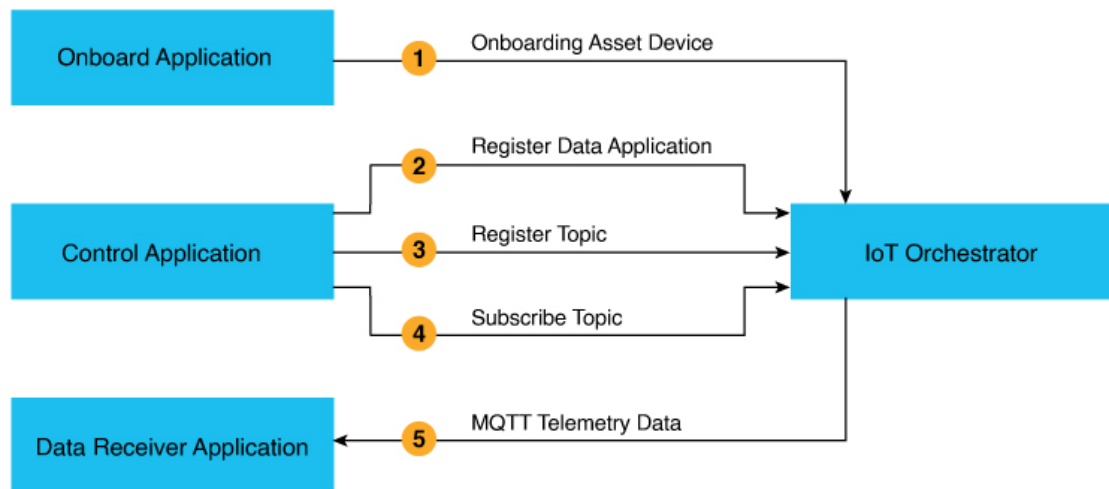 Onboard Application
1
Onboarding Asset Device
2
Register Data Application
Control Application
3
Register Topic
IoT Orchestrator
4
Subscribe Topic
Data Receiver Application
5
MQTT Telemetry Data